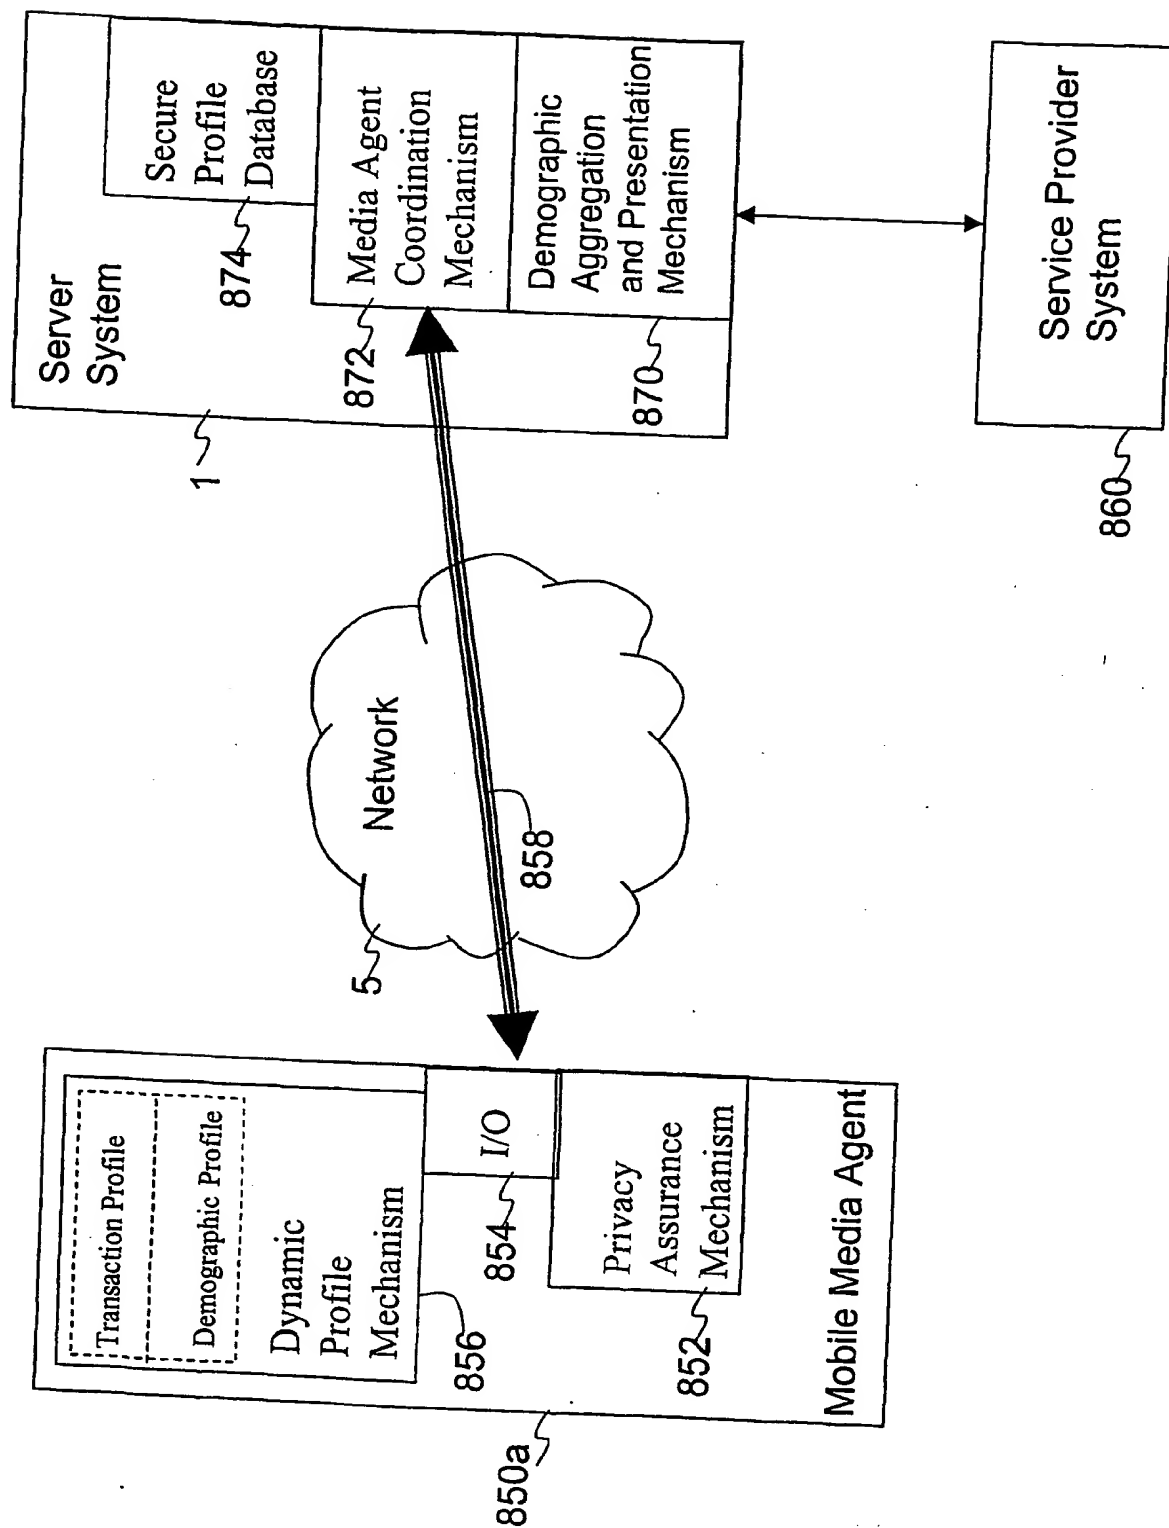 Server
System
1
Secure
Profile
Database
874
Media Agent
Coordination
Mechanism
872
Demographic
Aggregation
and Presentation
Mechanism
870
Service Provider
System
860
Network
5
858
Transaction Profile
Demographic Profile
Dynamic
Profile
Mechanism
856
I/O
854
Privacy
Assurance
Mechanism
852
Mobile Media Agent
850a